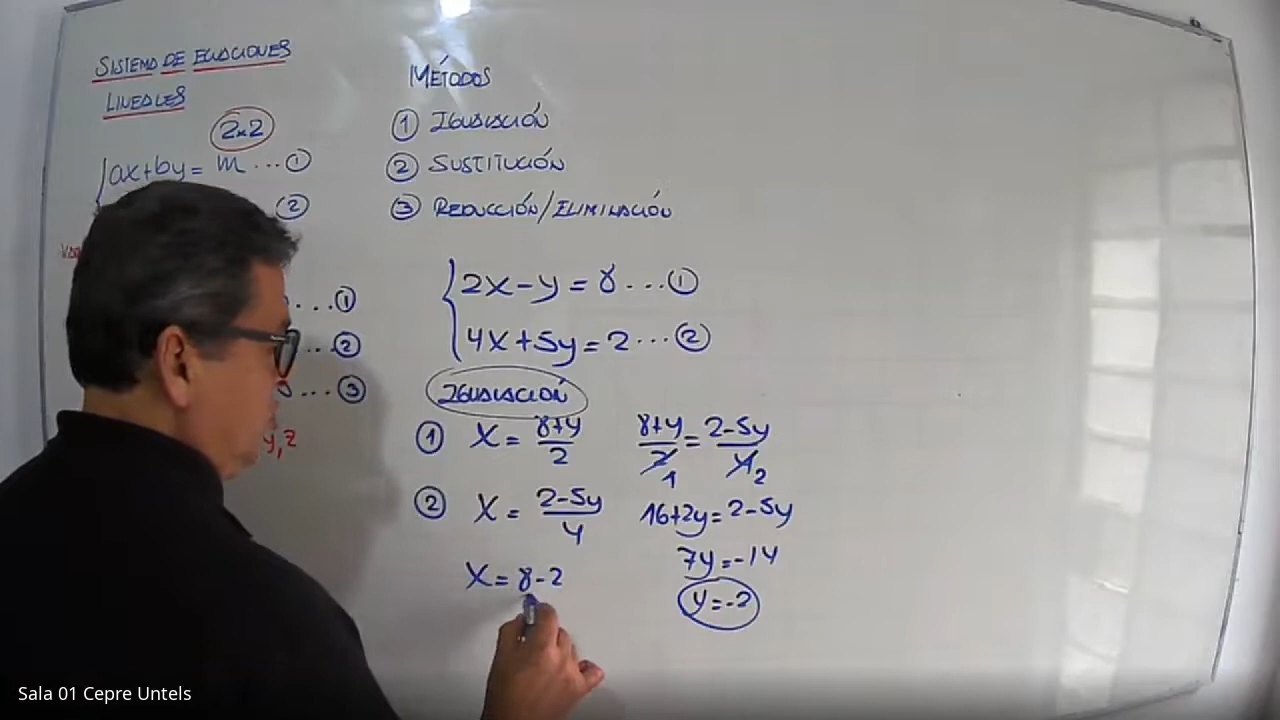 SISTEMA DE ECUACIONES
LINEALES
2x2
ax+by= m ... ①
②
... ①
... ②
... ③
y,z
MÉTODOS
① IGUALACIÓN
② SUSTITUCIÓN
③ REDUCCIÓN/ELIMINACIÓN
2x-y=8 ... ①
4x+5y=2 ... ②
IGUALACIÓN
① X = 8+y/2
② X = 2-5y/4
X = 8-2
8+y/2 1 = 2-5y/4 2
16+2y=2-5y
7y=-14
y=-2
Sala 01 Cepre Untels